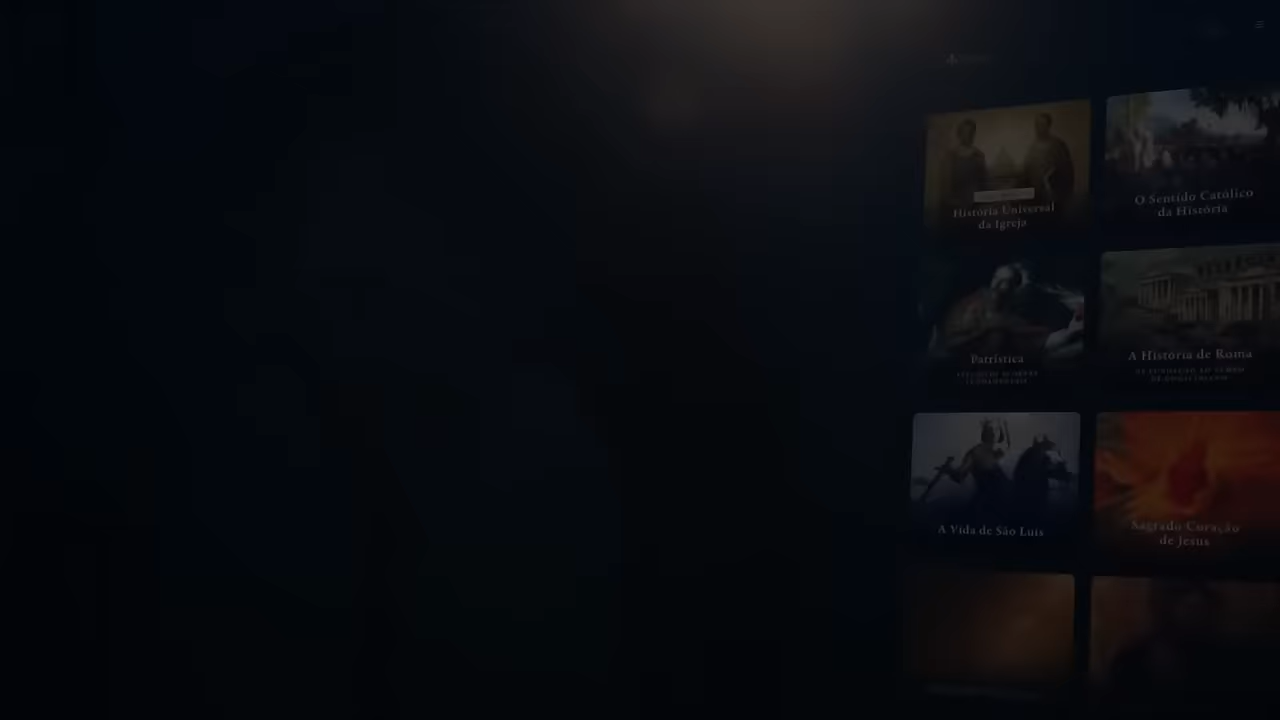 História Universal
da Igreja
O Sentido Católico
da História
Patrística
A História de Roma
A Vida de São Luís
Sagrado Coração
de Jesus